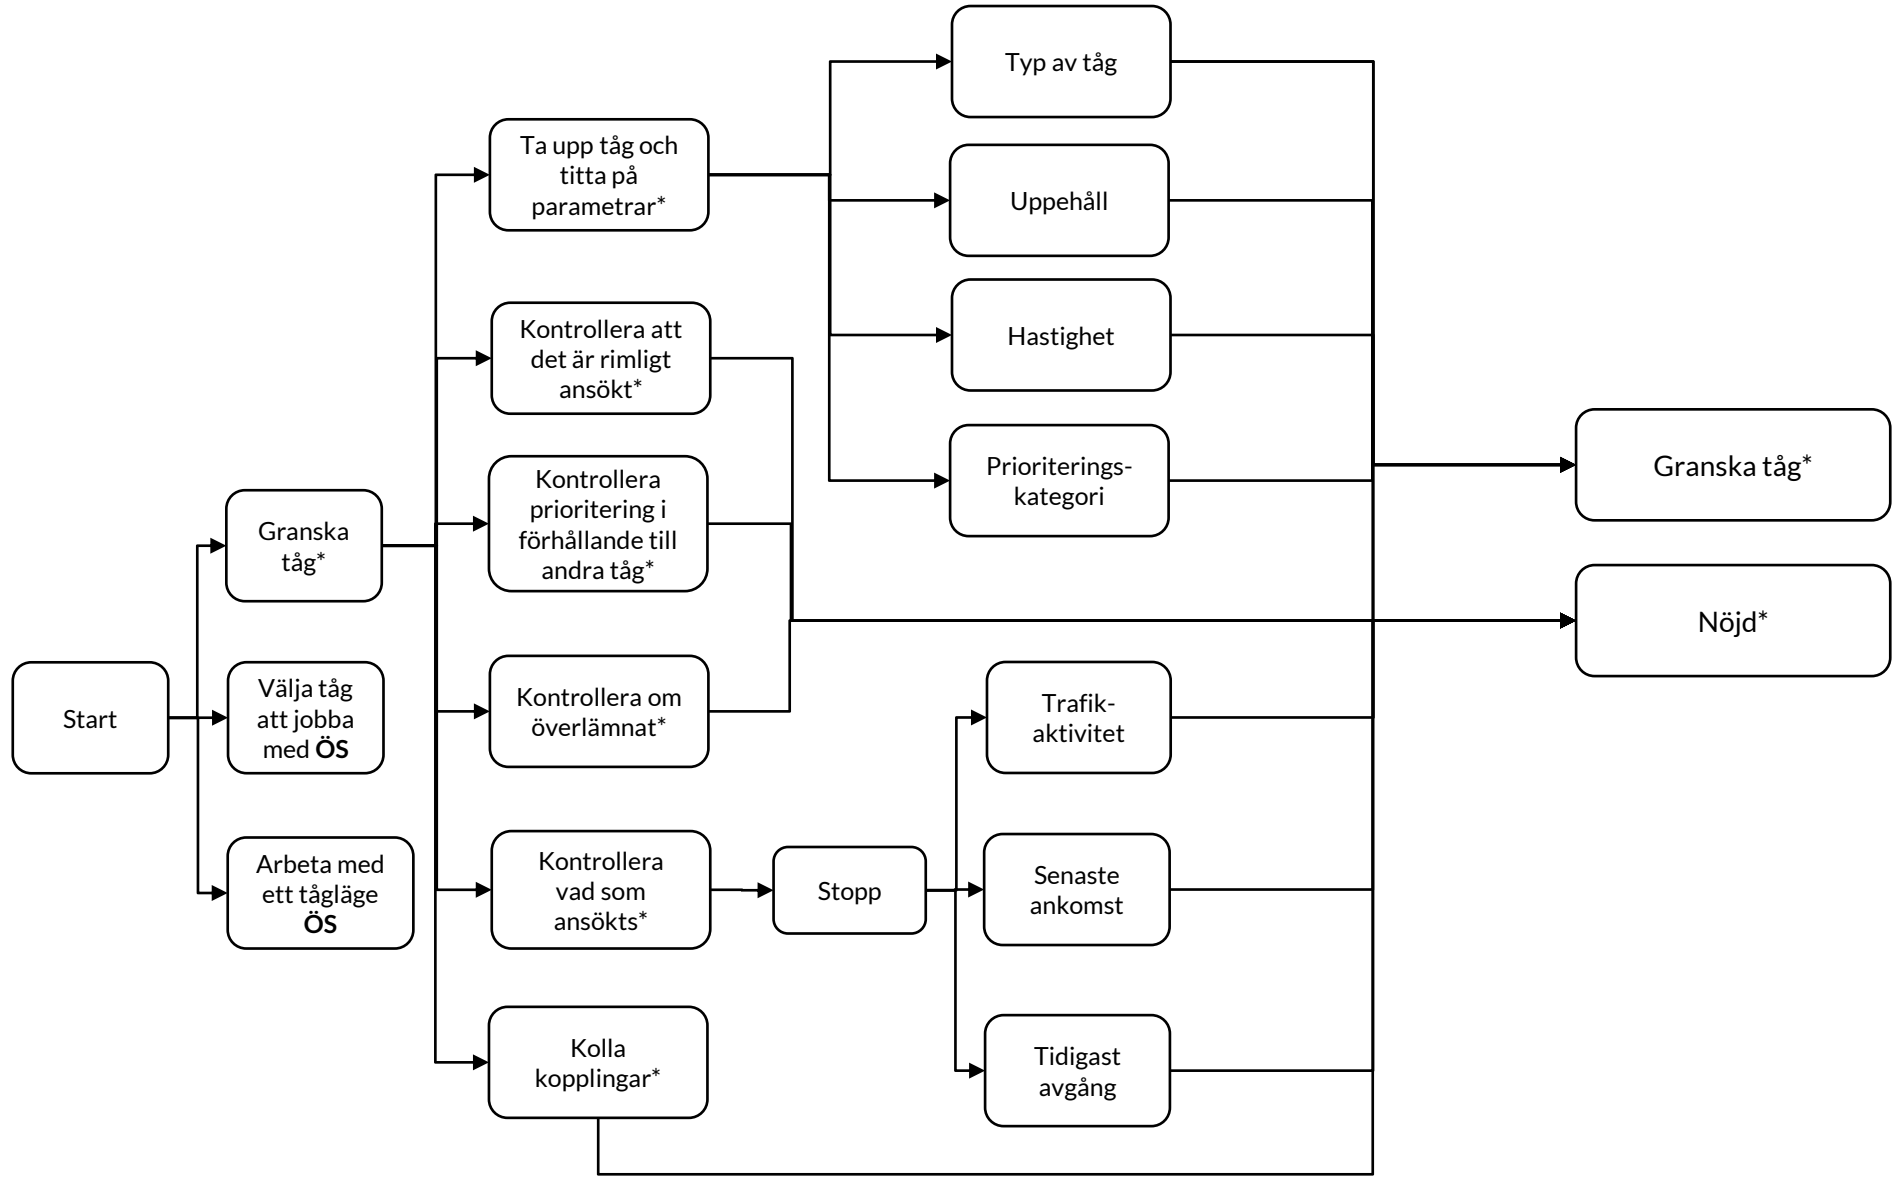 Start
Granska
tåg*
Välja tåg
att jobba
med ÖS
Arbeta med
ett tågläge
ÖS
Ta upp tåg och
titta på
parametrar*
Kontrollera att
det är rimligt
ansökt*
Kontrollera
prioritering i
förhållande till
andra tåg*
Kontrollera om
överlämnat*
Kontrollera
vad som
ansökts*
Kolla
kopplingar*
Stopp
Typ av tåg
Uppehåll
Hastighet
Prioriterings-
kategori
Trafik-
aktivitet
Senaste
ankomst
Tidigast
avgång
Granska tåg*
Nöjd*